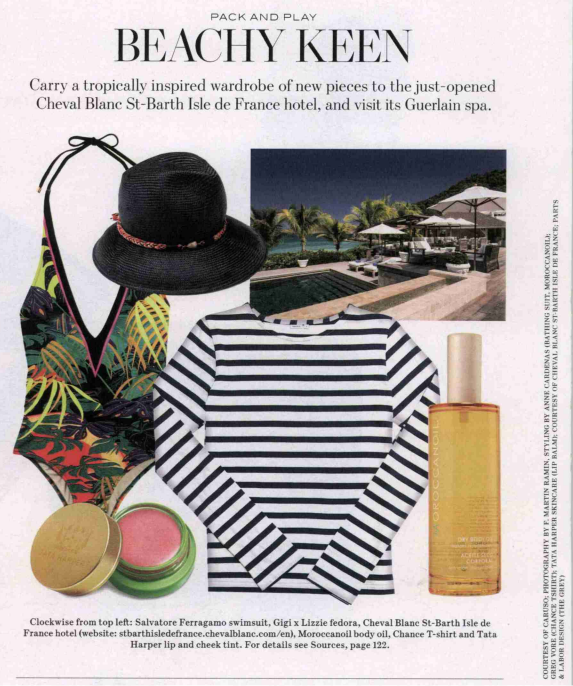 PACK AND PLAY
BEACHY KEEN
Carry a tropically inspired wardrobe of new pieces to the just-opened
Cheval Blanc St-Barth Isle de France hotel, and visit its Guerlain spa.
MOROCCANOIL
DRY BODY OIL
Clockwise from top left: Salvatore Ferragamo swimsuit, Gigi x Lizzie fedora, Cheval Blanc St-Barth Isle de
France hotel (website: stbarthisledefrance.chevalblanc.com/en), Moroccanoil body oil, Chance T-shirt and Tata
Harper lip and cheek tint. For details see Sources, page 122.
COURTESY OF CARUSO; PHOTOGRAPHY BY F. MARTIN RAMIN, STYLING BY ANNE CARDENAS (BATHING SUIT, MOROCCANOIL);
GREG VORE (CHANCE TSHIRT); TATA HARPER SKINCARE (LIP BALM); COURTESY OF CHEVAL BLANC ST-BARTH ISLE DE FRANCE; PARTS
& LABOR DESIGN (THE GREY)